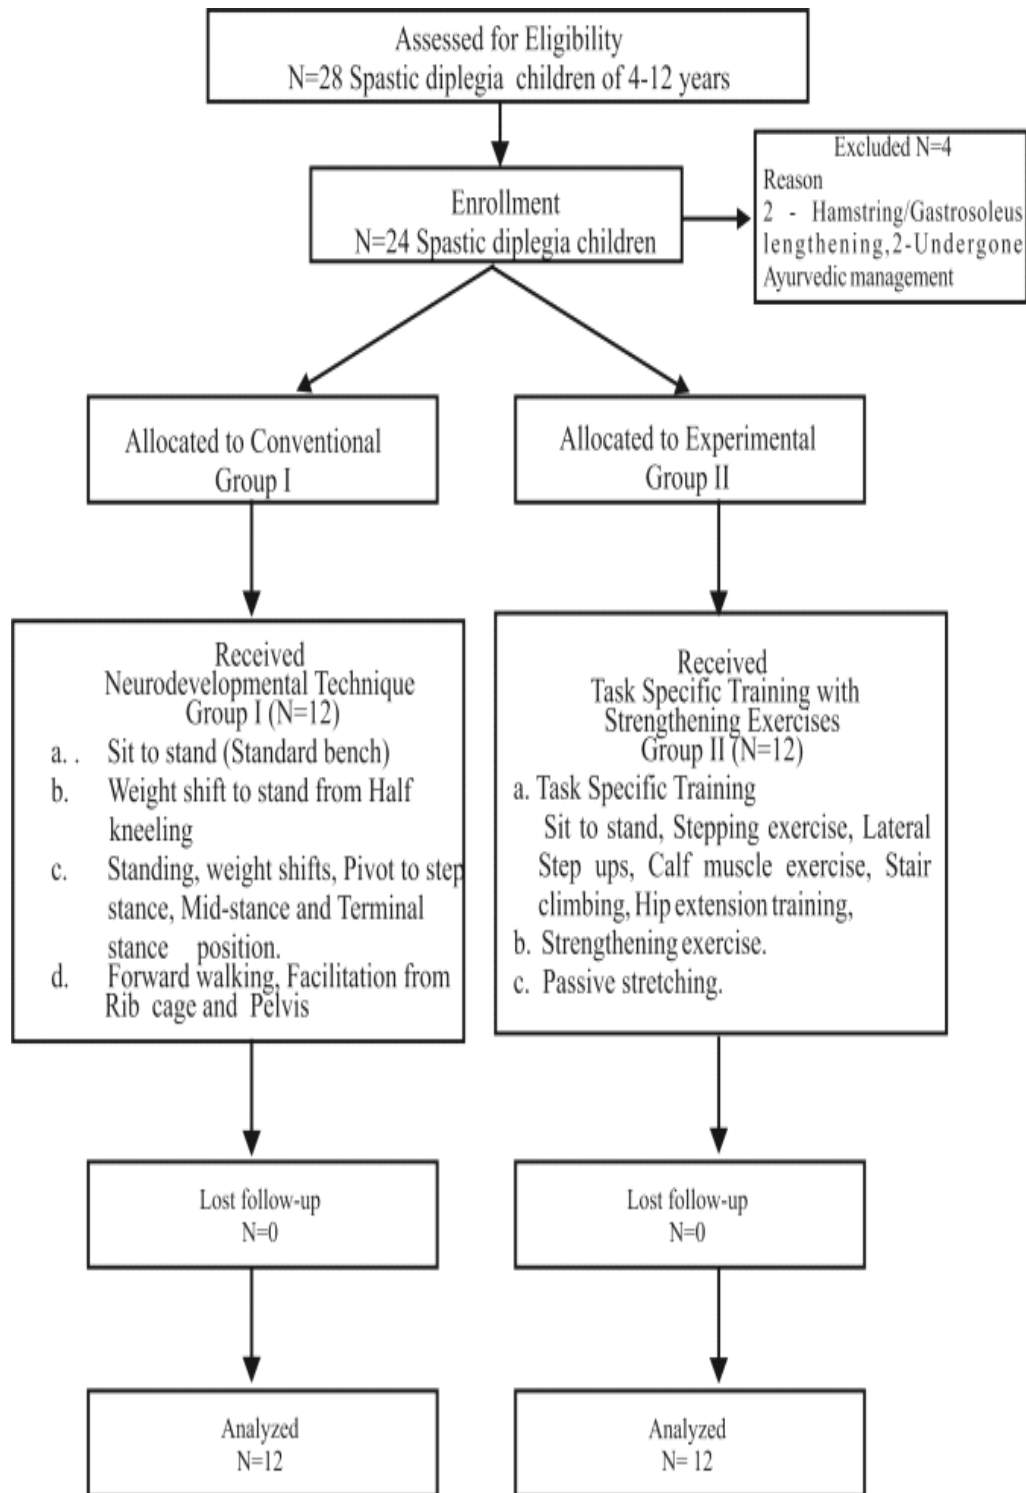 Assessed for Eligibility
N=28 Spastic diplegia children of 4-12 years
Enrollment
N=24 Spastic diplegia children
Excluded N=4
Reason
2 - Hamstring/Gastrosoleus
lengthening,2-Undergone
Ayurvedic management
Allocated to Conventional
Group I
Allocated to Experimental
Group II
Received
Neurodevelopmental Technique
Group I (N=12)
a. . Sit to stand (Standard bench)
b. Weight shift to stand from Half
kneeling
c. Standing, weight shifts, Pivot to step
stance, Mid-stance and Terminal
stance position.
d. Forward walking, Facilitation from
Rib cage and Pelvis
Received
Task Specific Training with
Strengthening Exercises
Group II (N=12)
a. Task Specific Training
Sit to stand, Stepping exercise, Lateral
Step ups, Calf muscle exercise, Stair
climbing, Hip extension training,
b. Strengthening exercise.
c. Passive stretching.
Lost follow-up
N=0
Lost follow-up
N=0
Analyzed
N=12
Analyzed
N= 12